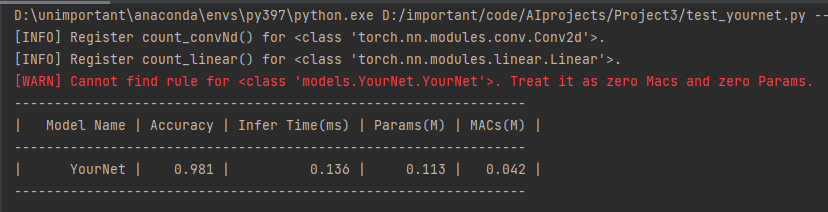 D:\unimportant\anaconda\envs\py397\python.exe D:/important/code/AIprojects/Project3/test_yournet.py --
[INFO] Register count_convNd() for <class 'torch.nn.modules.conv.Conv2d'>.
[INFO] Register count_linear() for <class 'torch.nn.modules.linear.Linear'>.
[WARN] Cannot find rule for <class 'models.YourNet.YourNet'>. Treat it as zero Macs and zero Params.
---------------------------------------------------------------
|   Model Name | Accuracy | Infer Time(ms) | Params(M) | MACs(M) |
---------------------------------------------------------------
|      YourNet |    0.981 |          0.136 |     0.113 |   0.042 |
---------------------------------------------------------------